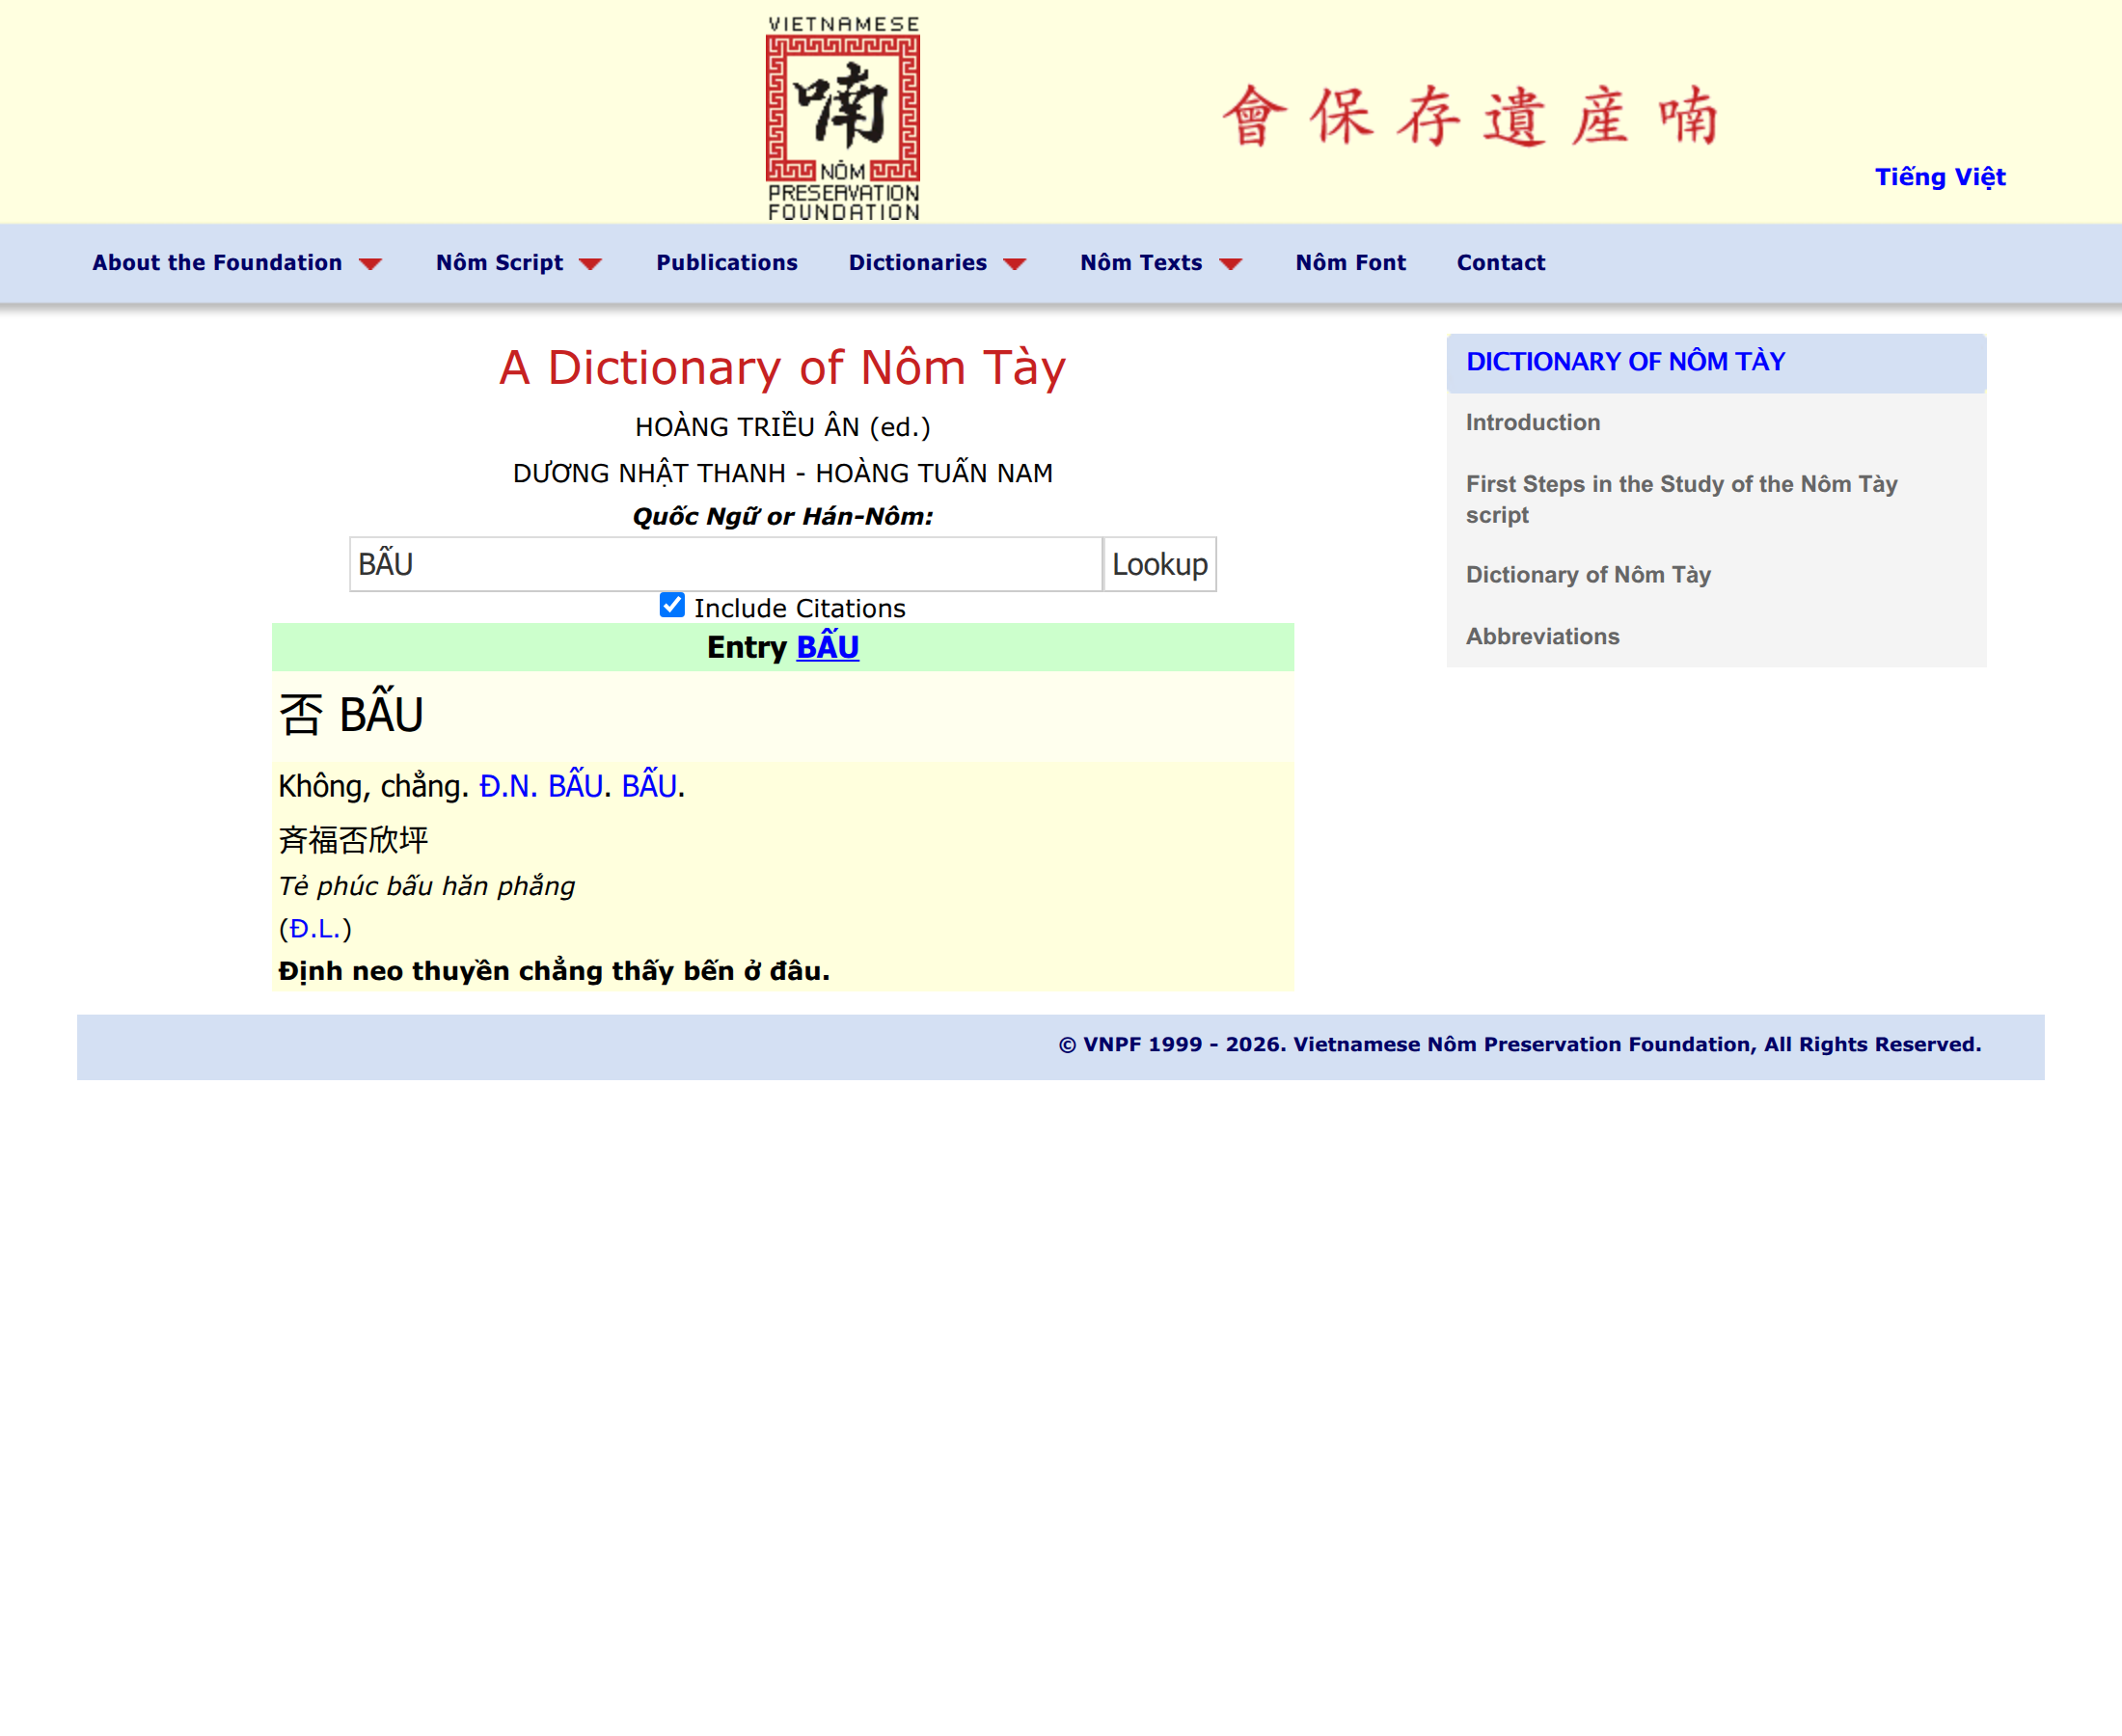 VIETNAMESE
喃
NÔM
PRESERVATION
FOUNDATION
會保存遺産喃
Tiếng Việt
About the Foundation
Nôm Script
Publications
Dictionaries
Nôm Texts
Nôm Font
Contact
A Dictionary of Nôm Tày
HOÀNG TRIỀU ÂN (ed.)
DƯƠNG NHẬT THANH - HOÀNG TUẤN NAM
Quốc Ngữ or Hán-Nôm:
BẤU Lookup
Include Citations
Entry BẤU
否 BẤU
Không, chẳng. Đ.N. BẤU. BẤU.
斉福否欣坪
Tẻ phúc bấu hăn phắng
(Đ.L.)
Định neo thuyền chẳng thấy bến ở đâu.
DICTIONARY OF NÔM TÀY
Introduction
First Steps in the Study of the Nôm Tày
script
Dictionary of Nôm Tày
Abbreviations
© VNPF 1999 - 2026. Vietnamese Nôm Preservation Foundation, All Rights Reserved.